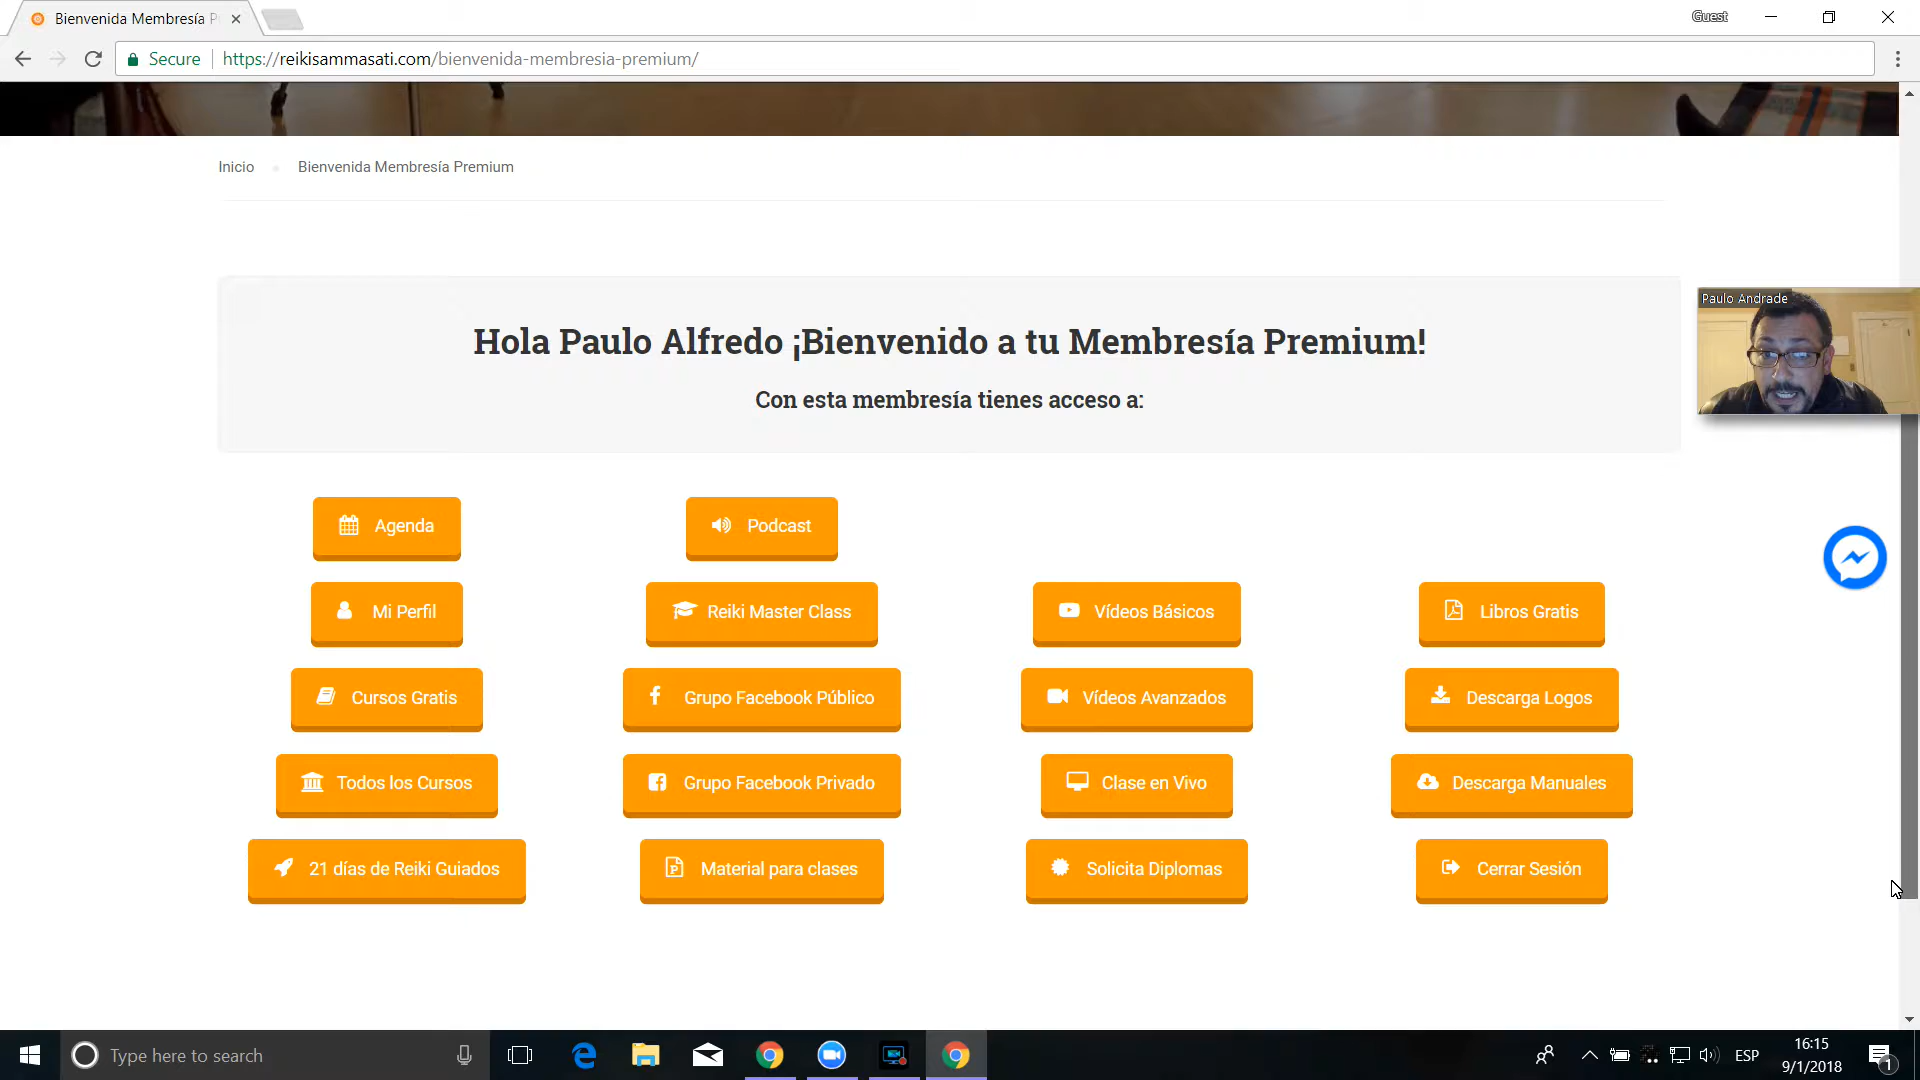 Bienvenida Membresía P
Guest
Secure
https://reikisammasati.com/bienvenida-membresia-premium/
Inicio
Bienvenida Membresía Premium
Paulo Andrade
Hola Paulo Alfredo ¡Bienvenido a tu Membresía Premium!
Con esta membresía tienes acceso a:
Agenda
Podcast
Mi Perfil
Reiki Master Class
Vídeos Básicos
Libros Gratis
Cursos Gratis
Grupo Facebook Público
Vídeos Avanzados
Descarga Logos
Todos los Cursos
Grupo Facebook Privado
Clase en Vivo
Descarga Manuales
21 días de Reiki Guiados
Material para clases
Solicita Diplomas
Cerrar Sesión
Type here to search
ESP
16:15
9/1/2018
1